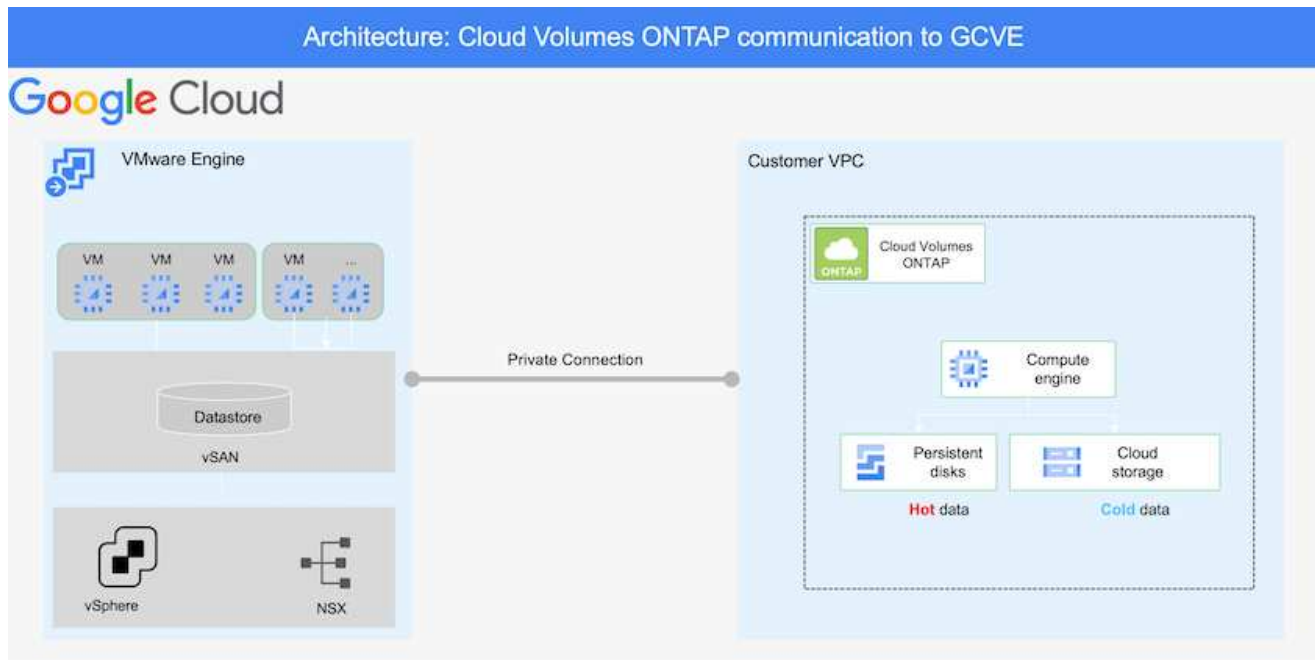 Architecture: Cloud Volumes ONTAP communication to GCVE
Google Cloud
VMware Engine
VM
VM
VM
VM
...
Datastore
vSAN
vSphere
NSX
Private Connection
Customer VPC
ONTAP
Cloud Volumes
ONTAP
Compute
engine
Persistent
disks
Hot data
Cloud
storage
Cold data